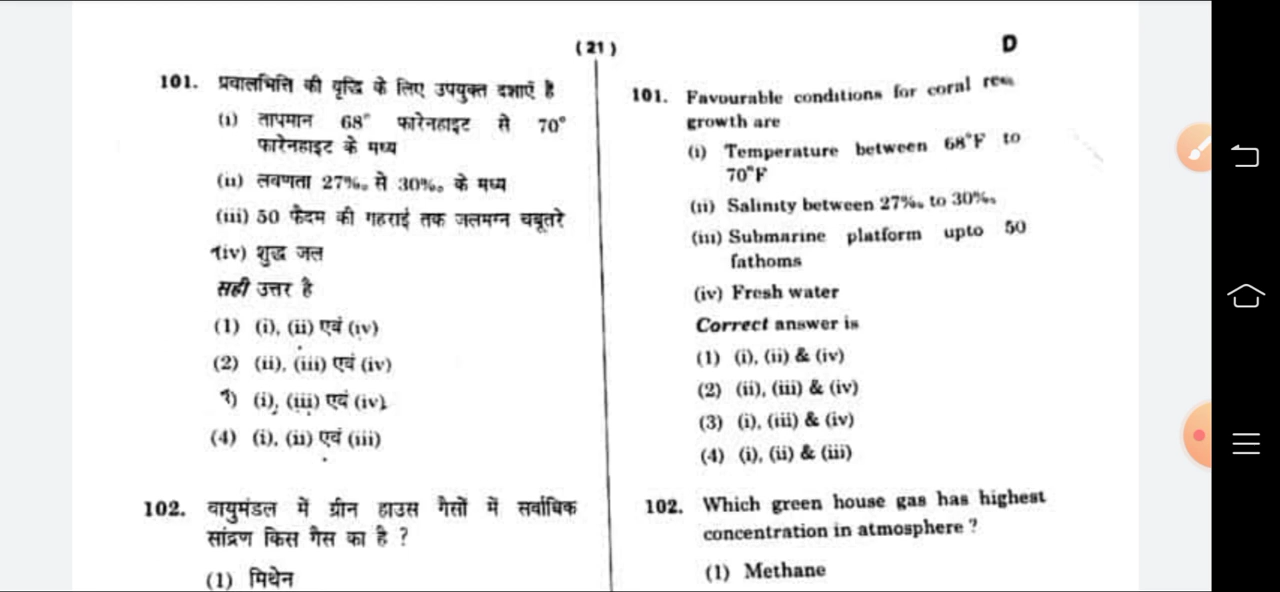 ( 21 )
D
101. प्रवालभित्ति की वृद्धि के लिए उपयुक्त दशाएँ है
(i) तापमान 68° फारेनहाइट से 70°
फारेनहाइट के मध्य
(ii) लवणता 27‰ से 30‰ के मध्य
(iii) 50 फैदम की गहराई तक जलमग्न चबूतरे
(iv) शुद्ध जल
सही उत्तर है
(1) (i), (ii) एवं (iv)
(2) (ii), (iii) एवं (iv)
(3) (i), (iii) एवं (iv)
(4) (i), (ii) एवं (iii)
102. वायुमंडल में ग्रीन हाउस गैसों में सर्वाधिक
सांद्रण किस गैस का है ?
(1) मिथेन
101. Favourable conditions for coral
growth are
(i) Temperature between 68°F to
70°F
(ii) Salinity between 27‰ to 30‰
(iii) Submarine platform upto 50
fathoms
(iv) Fresh water
Correct answer is
(1) (i), (ii) & (iv)
(2) (ii), (iii) & (iv)
(3) (i), (iii) & (iv)
(4) (i), (ii) & (iii)
102. Which green house gas has highest
concentration in atmosphere ?
(1) Methane